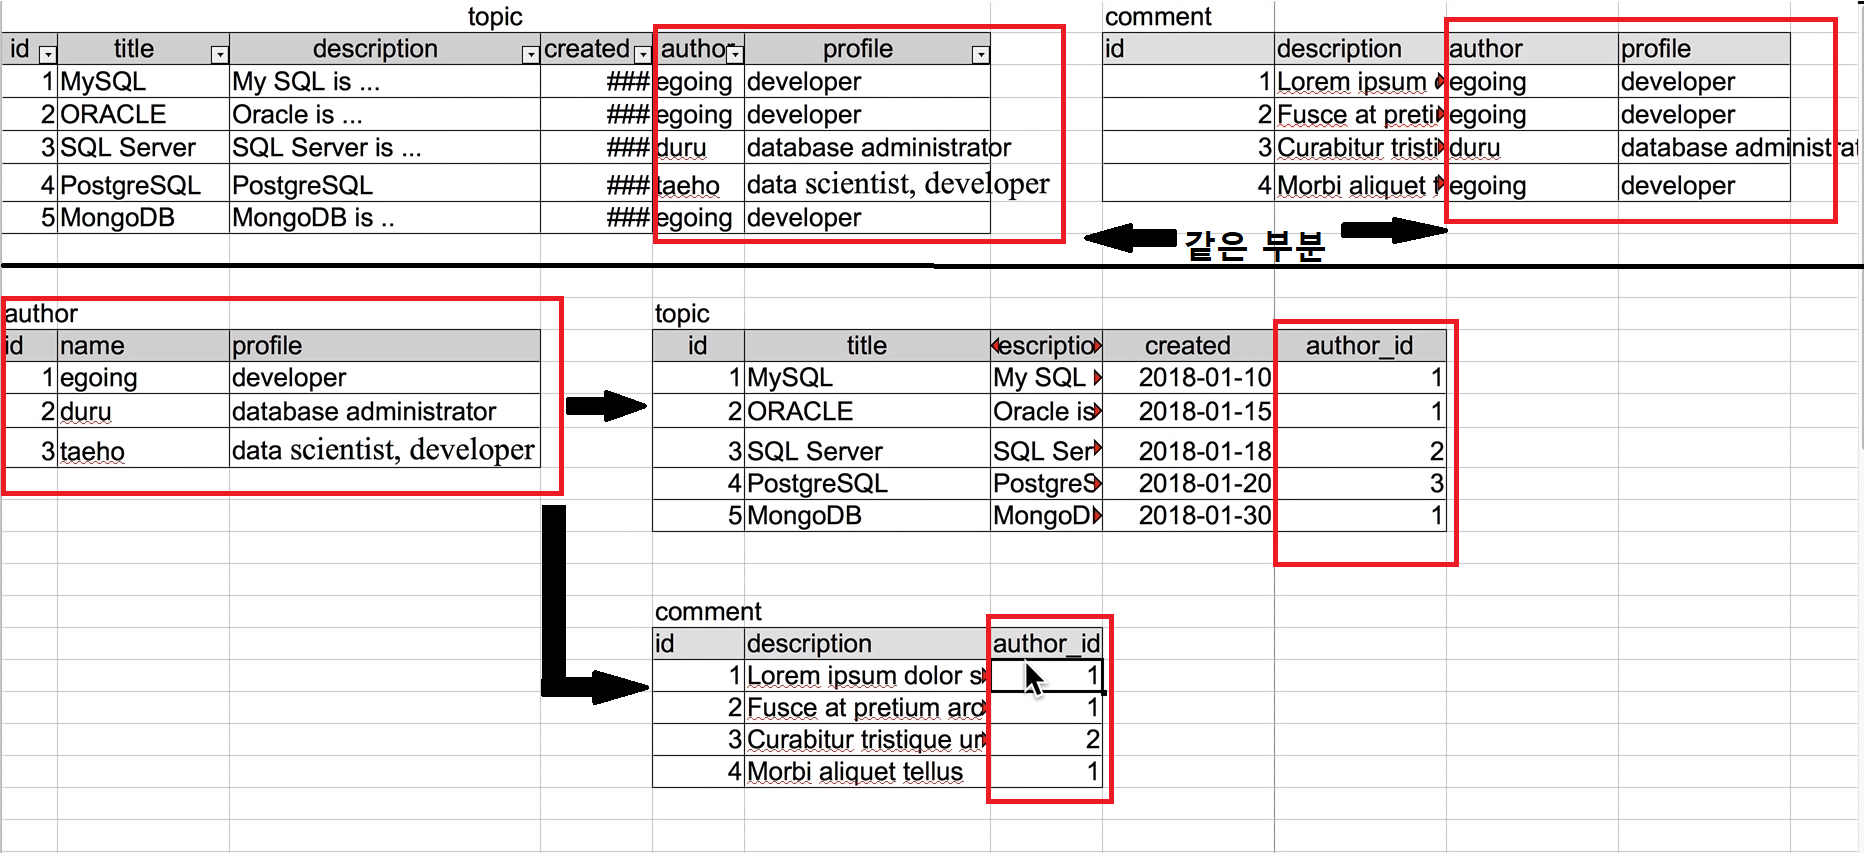 topic
id title description created author profile
1 MySQL My SQL is ... ### egoing developer
2 ORACLE Oracle is ... ### egoing developer
3 SQL Server SQL Server is ... ### duru database administrator
4 PostgreSQL PostgreSQL ### taeho data scientist, developer
5 MongoDB MongoDB is .. ### egoing developer
comment
id description author profile
1 Lorem ipsum egoing developer
2 Fusce at preti egoing developer
3 Curabitur tristi duru database administrat
4 Morbi aliquet egoing developer
같은 부분
author
id name profile
1 egoing developer
2 duru database administrator
3 taeho data scientist, developer
topic
id title escriptio created author_id
1 MySQL My SQL 2018-01-10 1
2 ORACLE Oracle is 2018-01-15 1
3 SQL Server SQL Ser 2018-01-18 2
4 PostgreSQL PostgreS 2018-01-20 3
5 MongoDB MongoD 2018-01-30 1
comment
id description author_id
1 Lorem ipsum dolor s 1
2 Fusce at pretium arc 1
3 Curabitur tristique ur 2
4 Morbi aliquet tellus 1